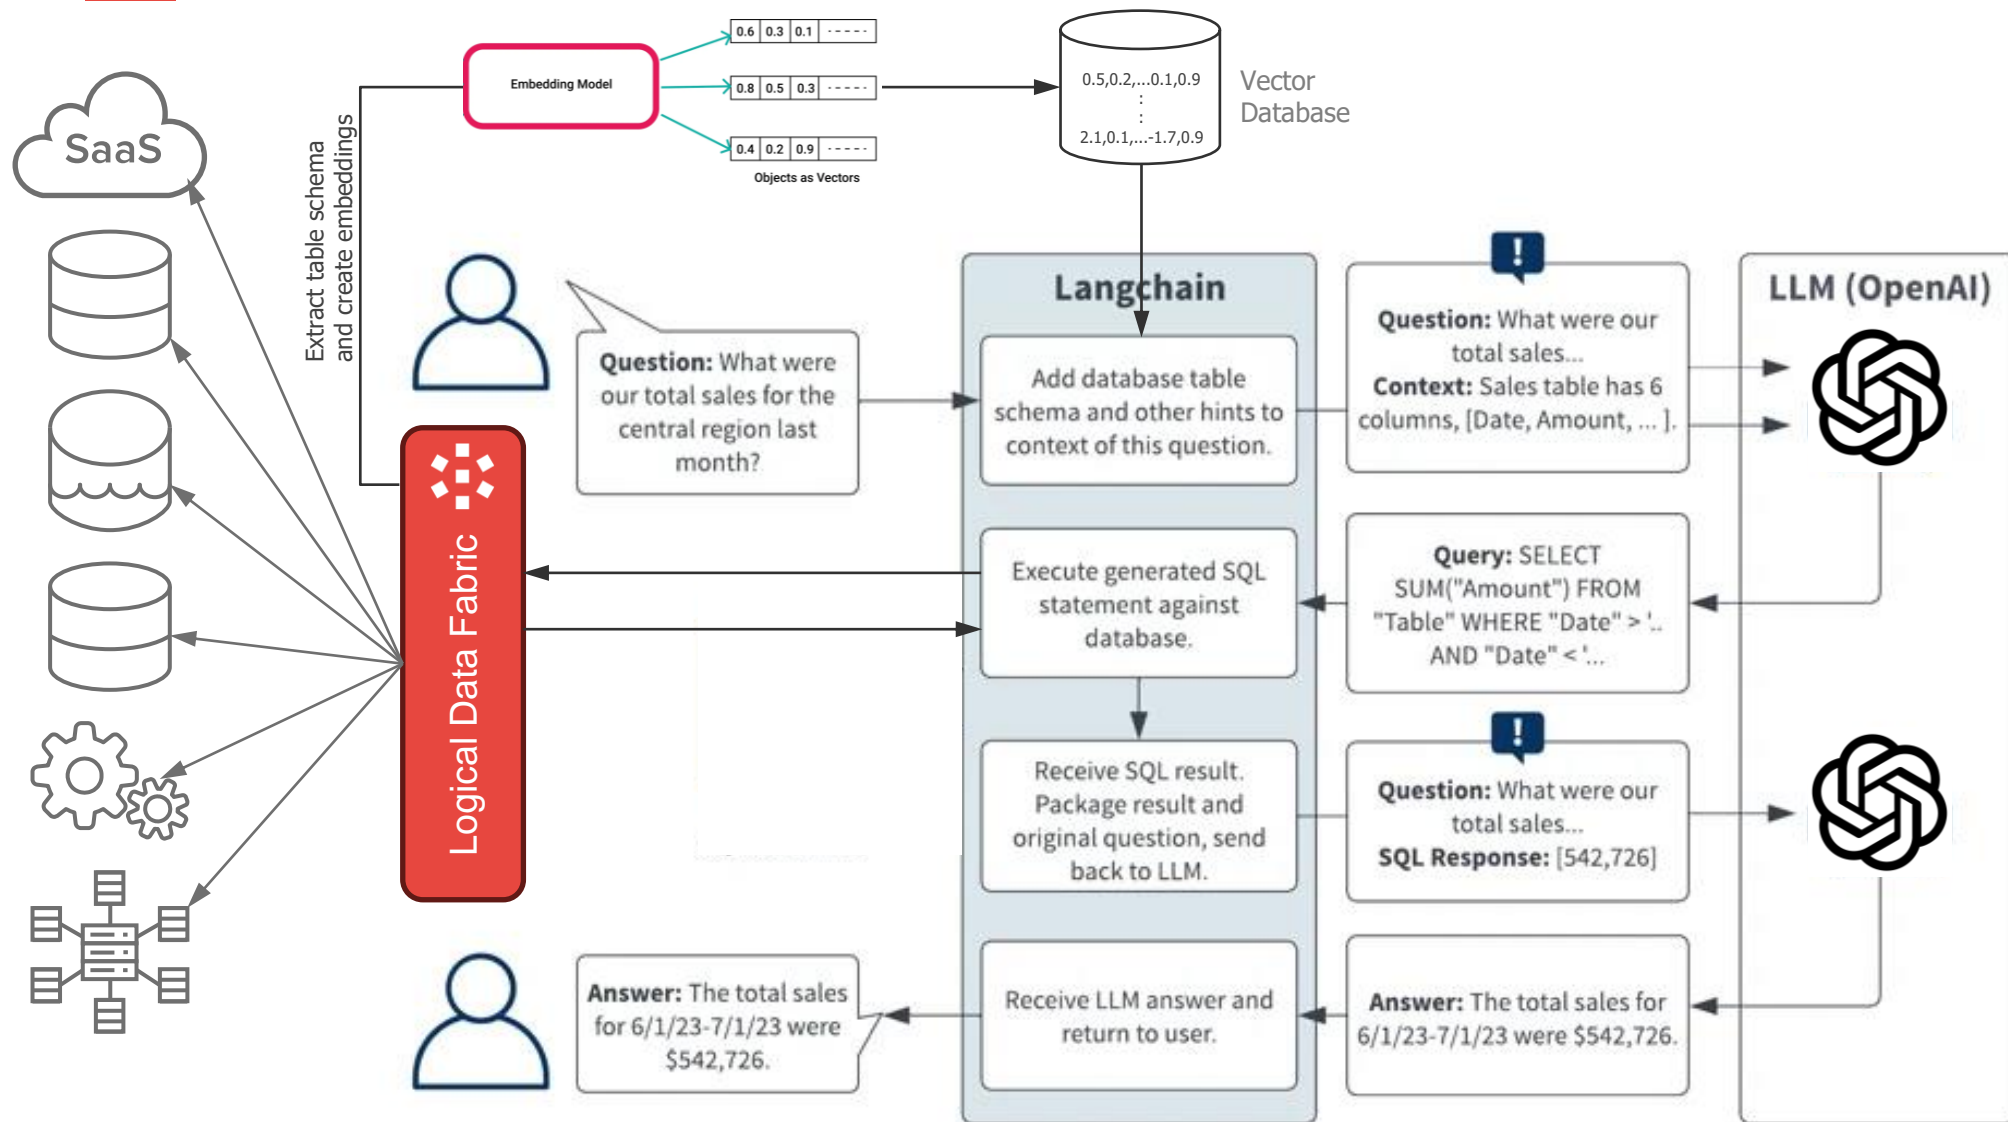 0.6 0.3 0.1 -----
0.8 0.5 0.3 -----
0.4 0.2 0.9 -----
Embedding Model
Objects as Vectors
0.5,0.2,...0.1,0.9
:
:
2.1,0.1,...-1.7,0.9
Vector
Database
SaaS
Extract table schema
and create embeddings
Logical Data Fabric
Question: What were
our total sales for the
central region last
month?
Langchain
Add database table
schema and other hints to
context of this question.
!
Question: What were our
total sales...
Context: Sales table has 6
columns, [Date, Amount, ... ].
LLM (OpenAI)
Execute generated SQL
statement against
database.
Query: SELECT
SUM("Amount") FROM
"Table" WHERE "Date" > '..
AND "Date" < '...
Receive SQL result.
Package result and
original question, send
back to LLM.
!
Question: What were our
total sales...
SQL Response: [542,726]
Answer: The total sales
for 6/1/23-7/1/23 were
$542,726.
Receive LLM answer and
return to user.
Answer: The total sales for
6/1/23-7/1/23 were $542,726.